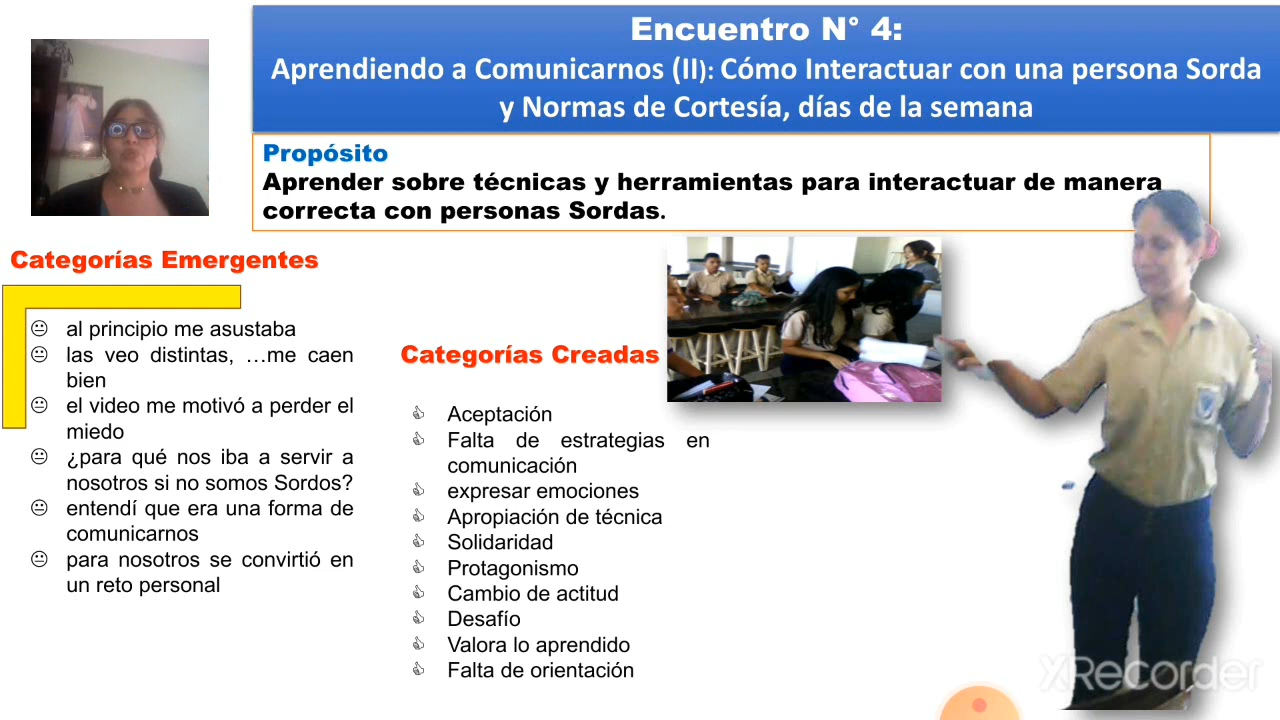 Encuentro N° 4:
Aprendiendo a Comunicarnos (II): Cómo Interactuar con una persona Sorda
y Normas de Cortesía, días de la semana
Propósito
Aprender sobre técnicas y herramientas para interactuar de manera
correcta con personas Sordas.
Categorías Emergentes
al principio me asustaba
las veo distintas, …me caen
bien
el video me motivó a perder el
miedo
¿para qué nos iba a servir a
nosotros si no somos Sordos?
entendí que era una forma de
comunicarnos
para nosotros se convirtió en
un reto personal
Categorías Creadas
Aceptación
Falta de estrategias en
comunicación
expresar emociones
Apropiación de técnica
Solidaridad
Protagonismo
Cambio de actitud
Desafío
Valora lo aprendido
Falta de orientación
XRecorder